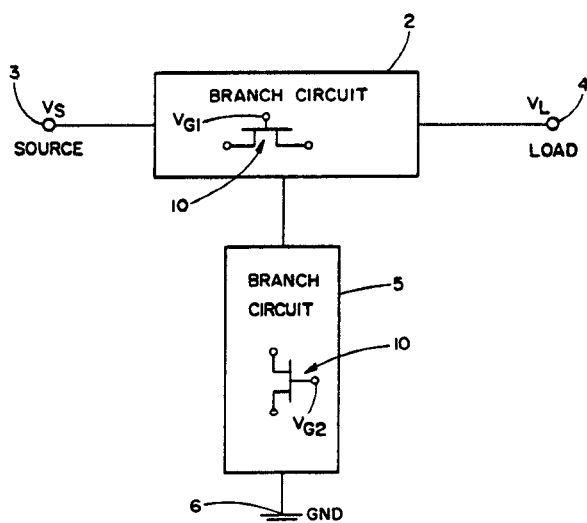 2
3
VS
SOURCE
BRANCH CIRCUIT
VG1
10
VL
4
LOAD
BRANCH
CIRCUIT
5
10
VG2
6
GND